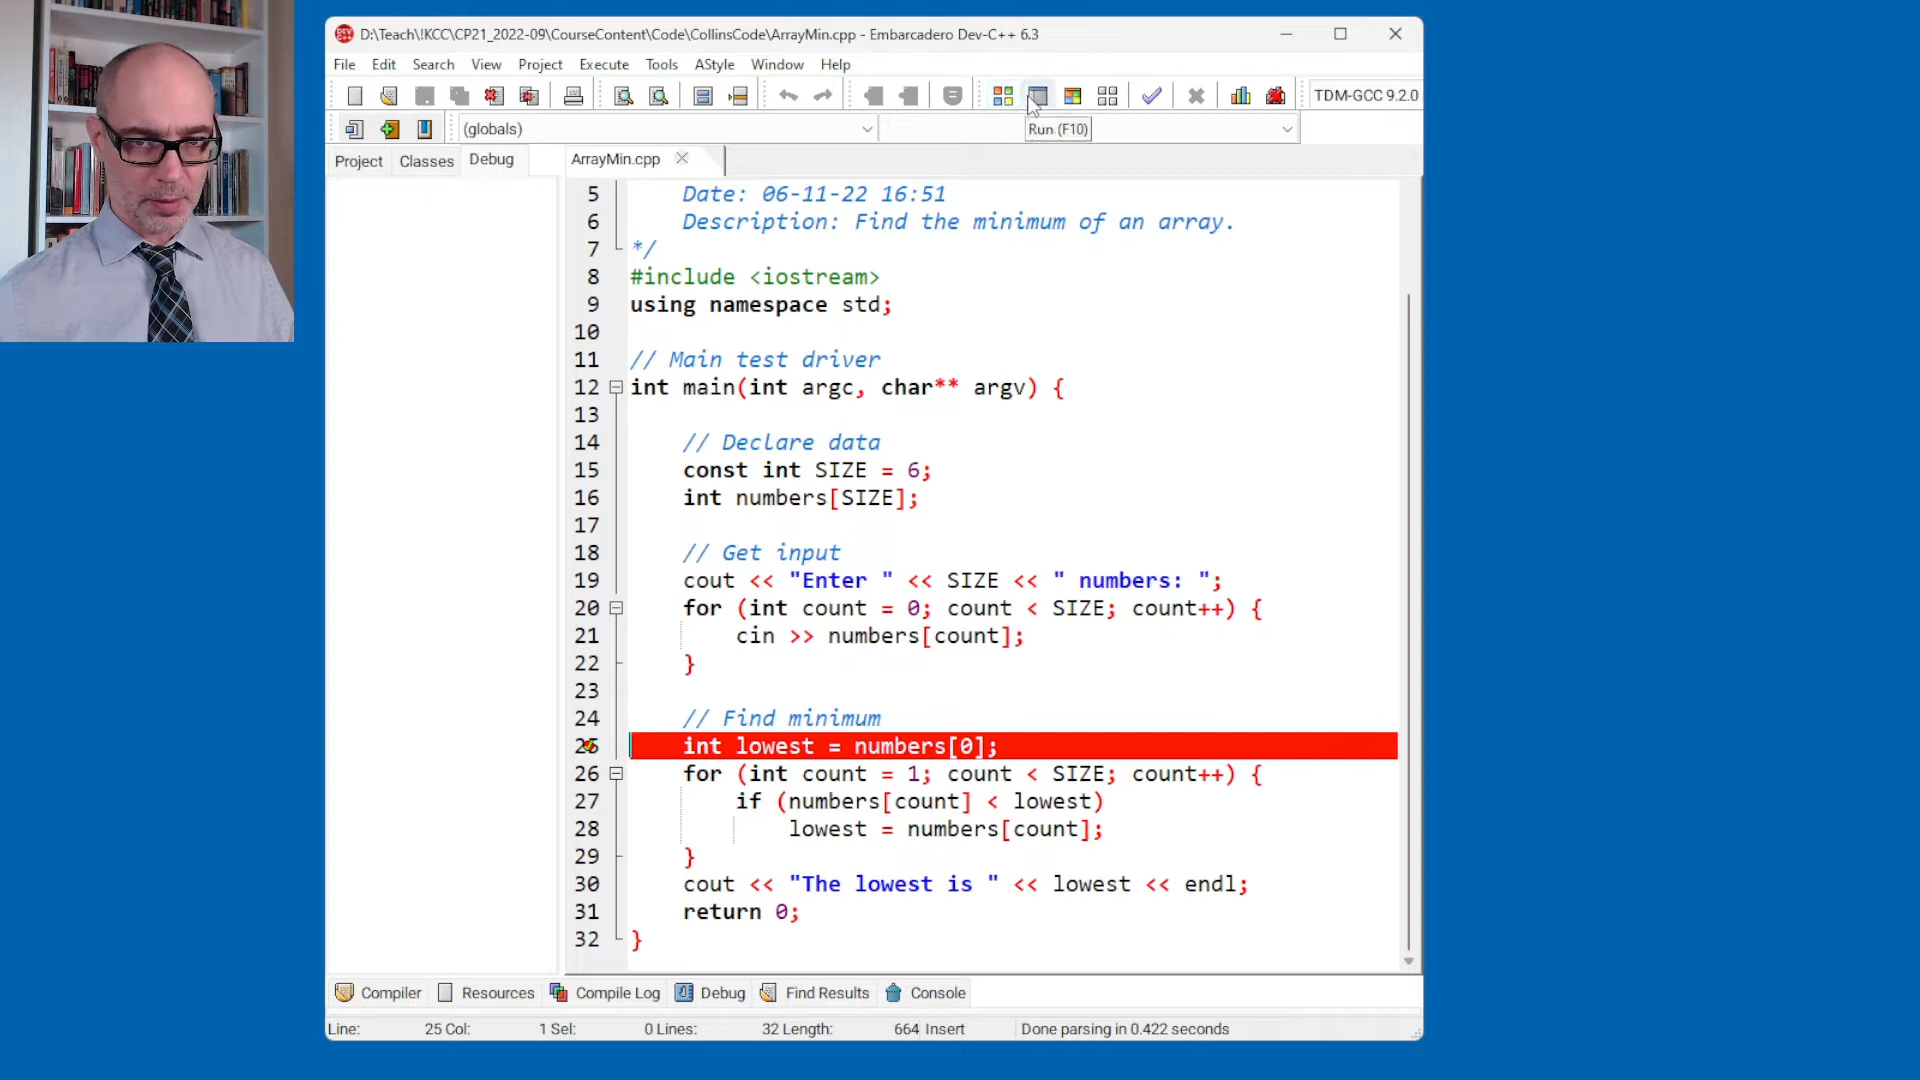 D:\Teach\!KCC\CP21_2022-09\CourseContent\Code\CollinsCode\ArrayMin.cpp - Embarcadero Dev-C++ 6.3
File Edit Search View Project Execute Tools AStyle Window Help
TDM-GCC 9.2.0
(globals)
Run (F10)
Project Classes Debug ArrayMin.cpp
5 Date: 06-11-22 16:51
6 Description: Find the minimum of an array.
7 */
8 #include <iostream>
9 using namespace std;
10
11 // Main test driver
12 int main(int argc, char** argv) {
13
14 // Declare data
15 const int SIZE = 6;
16 int numbers[SIZE];
17
18 // Get input
19 cout << "Enter " << SIZE << " numbers: ";
20 for (int count = 0; count < SIZE; count++) {
21 cin >> numbers[count];
22 }
23
24 // Find minimum
25 int lowest = numbers[0];
26 for (int count = 1; count < SIZE; count++) {
27 if (numbers[count] < lowest)
28 lowest = numbers[count];
29 }
30 cout << "The lowest is " << lowest << endl;
31 return 0;
32 }
Compiler Resources Compile Log Debug Find Results Console
Line: 25 Col: 1 Sel: 0 Lines: 32 Length: 664 Insert Done parsing in 0.422 seconds